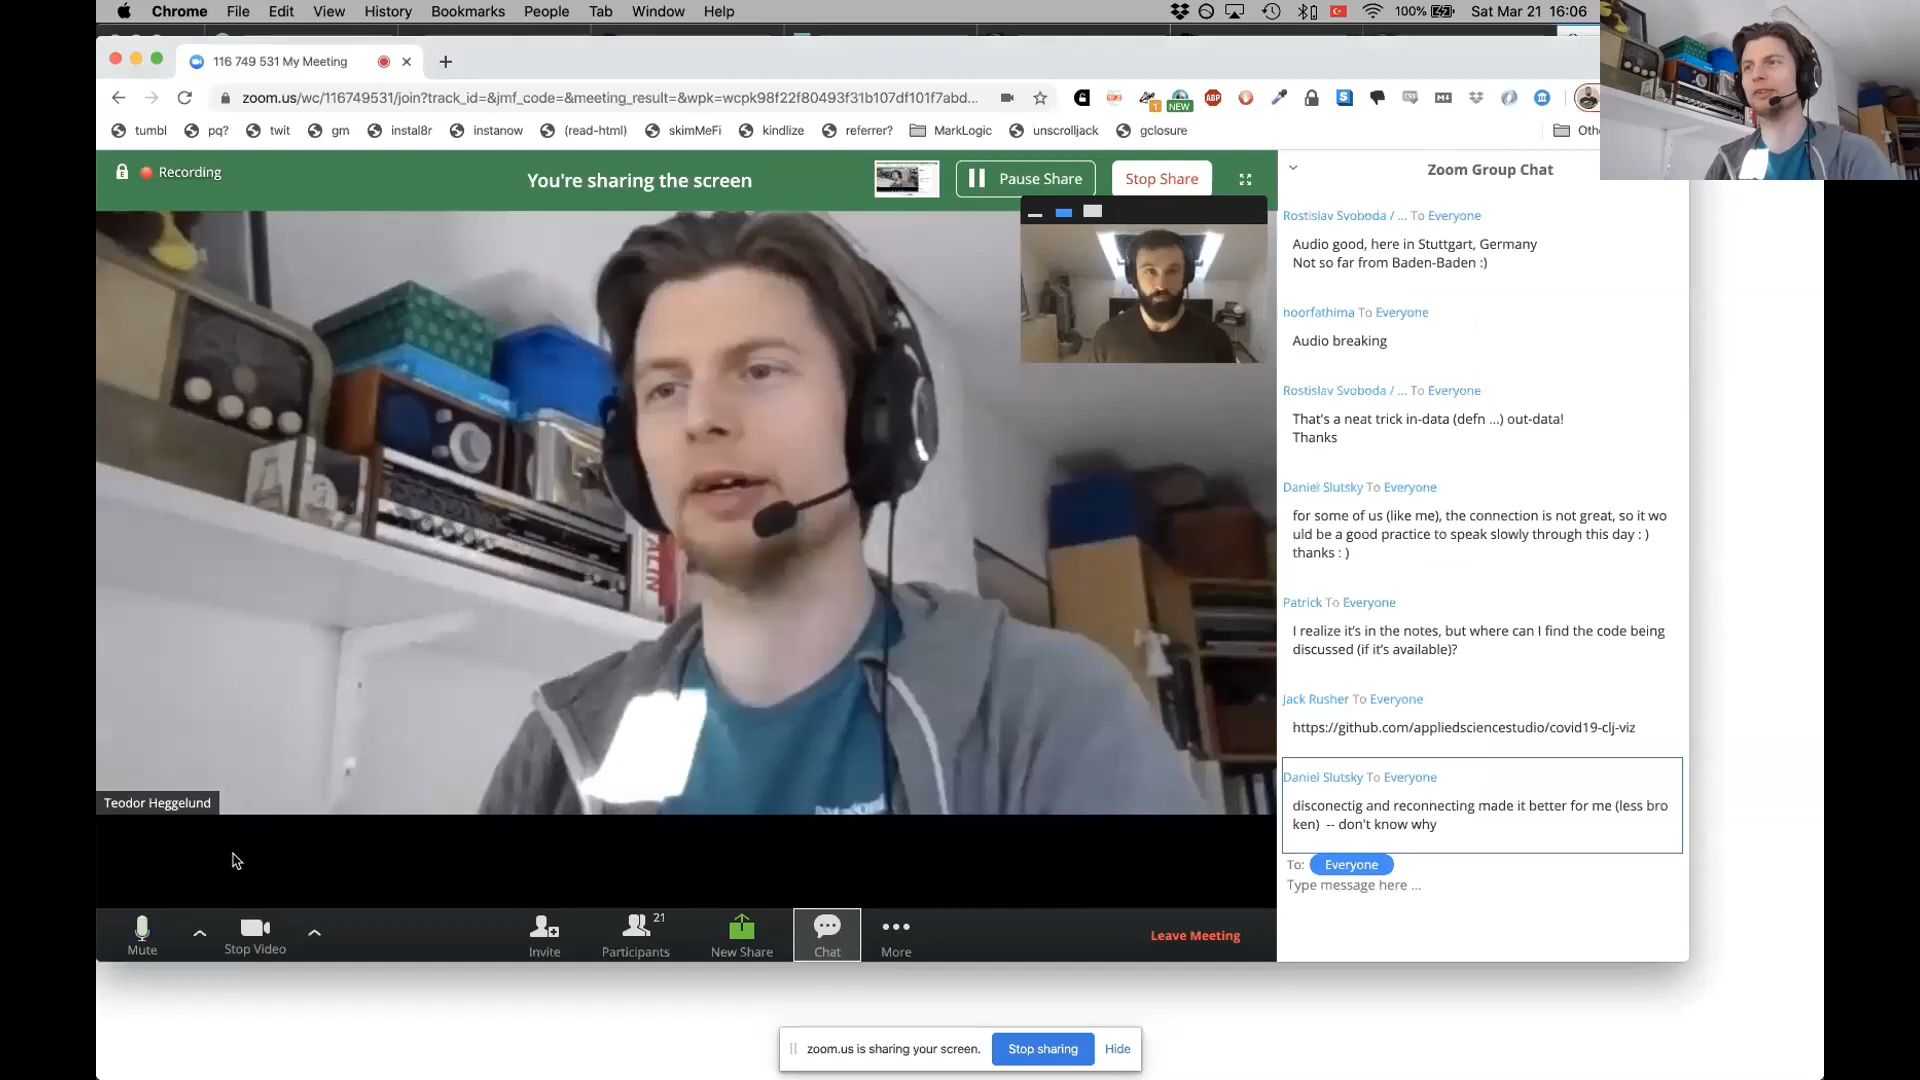 Chrome File Edit View History Bookmarks People Tab Window Help 100% Sat Mar 21 16:06
116 749 531 My Meeting
zoom.us/wc/116749531/join?track_id=&jmf_code=&meeting_result=&wpk=wcpk98f22f80493f31b107df101f7abd...
1 NEW ABP
tumbl pq? twit gm instal8r instanow (read-html) skimMeFi kindlize referrer? MarkLogic unscrolljack gclosure
Recording
You're sharing the screen
Pause Share
Stop Share
Teodor Heggelund
Zoom Group Chat
Rostislav Svoboda / ... To Everyone
Audio good, here in Stuttgart, Germany
Not so far from Baden-Baden :)
noorfathima To Everyone
Audio breaking
Rostislav Svoboda / ... To Everyone
That's a neat trick in-data (defn ...) out-data!
Thanks
Daniel Slutsky To Everyone
for some of us (like me), the connection is not great, so it wo
uld be a good practice to speak slowly through this day : )
thanks : )
Patrick To Everyone
I realize it's in the notes, but where can I find the code being
discussed (if it's available)?
Jack Rusher To Everyone
https://github.com/appliedsciencestudio/covid19-clj-viz
Daniel Slutsky To Everyone
disconectig and reconnecting made it better for me (less bro
ken) -- don't know why
To: Everyone
Type message here ...
Mute
Stop Video
Invite
21
Participants
New Share
Chat
More
Leave Meeting
zoom.us is sharing your screen.
Stop sharing
Hide